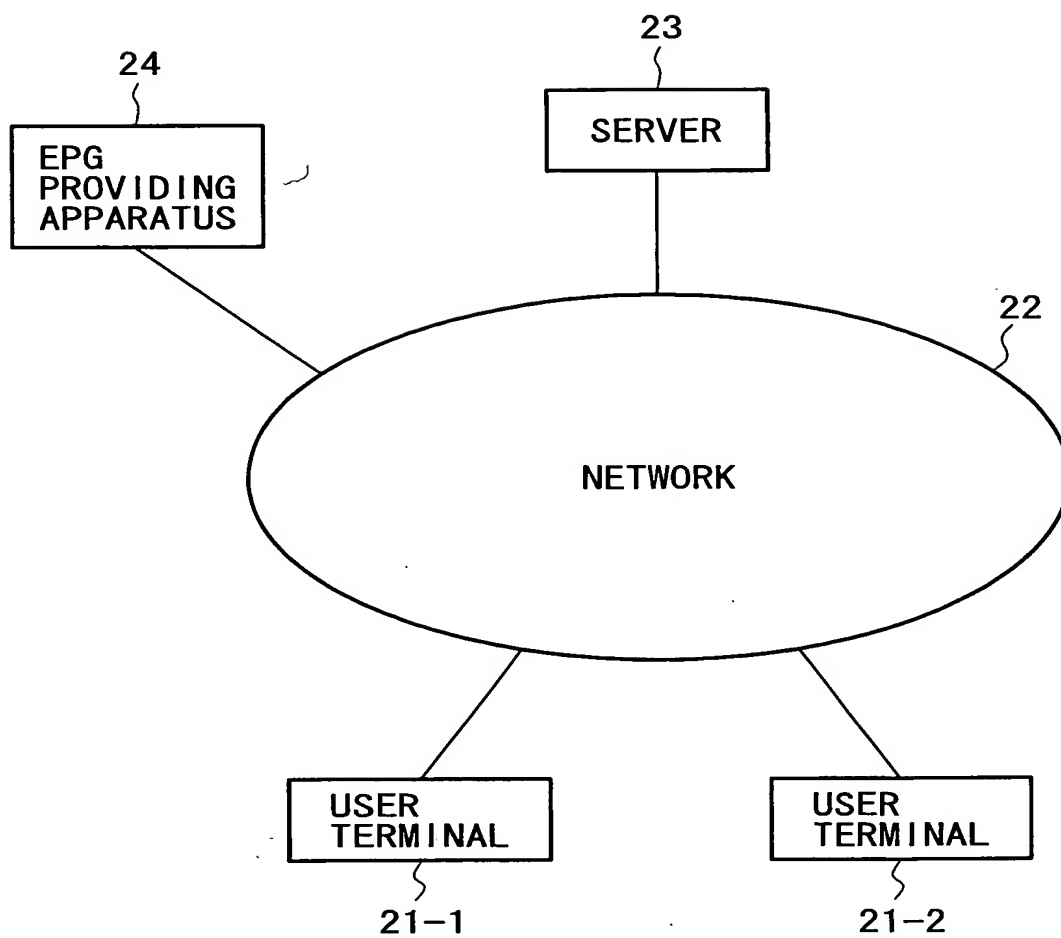 23
24
SERVER
EPG
PROVIDING
APPARATUS
22
NETWORK
USER
TERMINAL
USER
TERMINAL
21-1
21-2